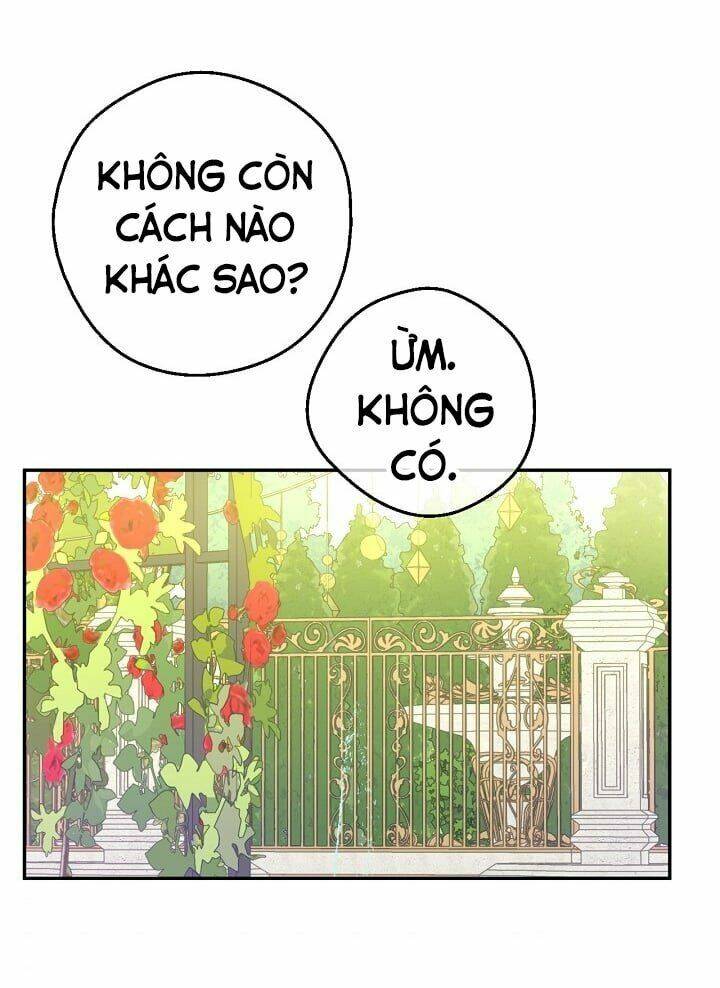 KHÔNG CÒN
CÁCH NÀO
KHÁC SAO?
ỪM.
KHÔNG
CÓ.